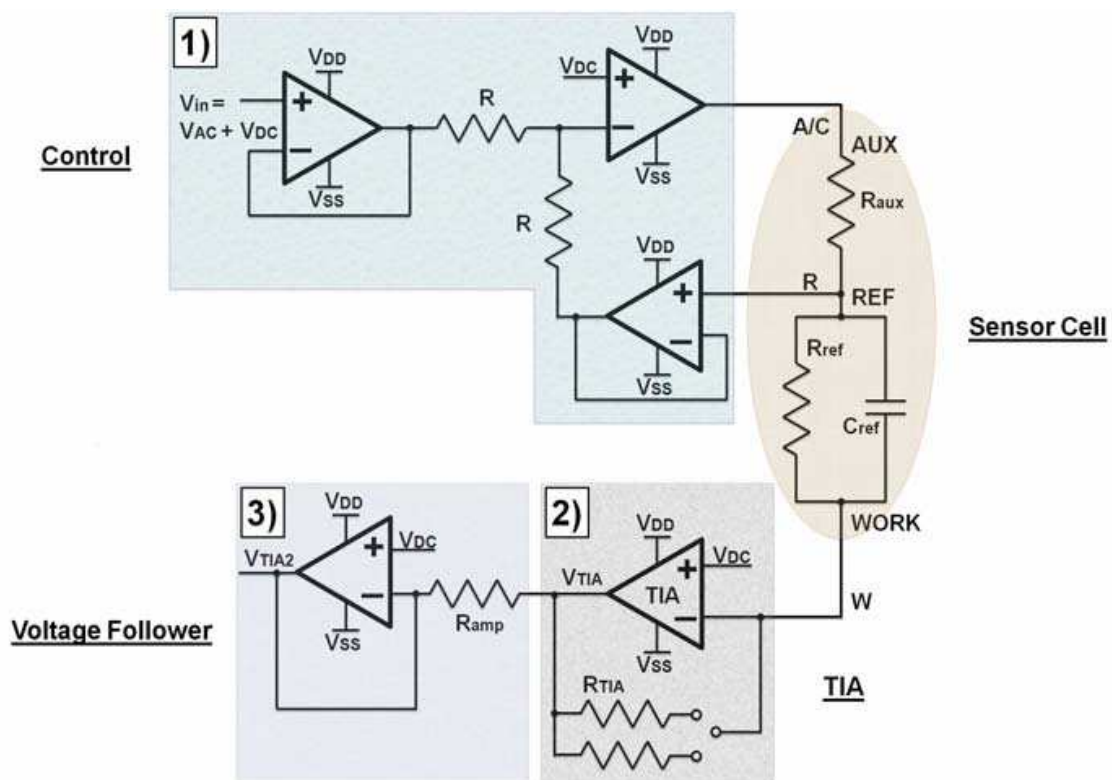 1)
VDD
Vin =
VAC + VDC
+
−
VSS
Control
R
VDC
VDD
+
−
VSS
A/C
AUX
Raux
R
VDD
+
−
VSS
R
REF
Rref
Cref
Sensor Cell
WORK
3)
VDD
VTIA2
+
−
VDC
VSS
Ramp
Voltage Follower
2)
VDD
VTIA
TIA
+
−
VDC
VSS
W
RTIA
TIA